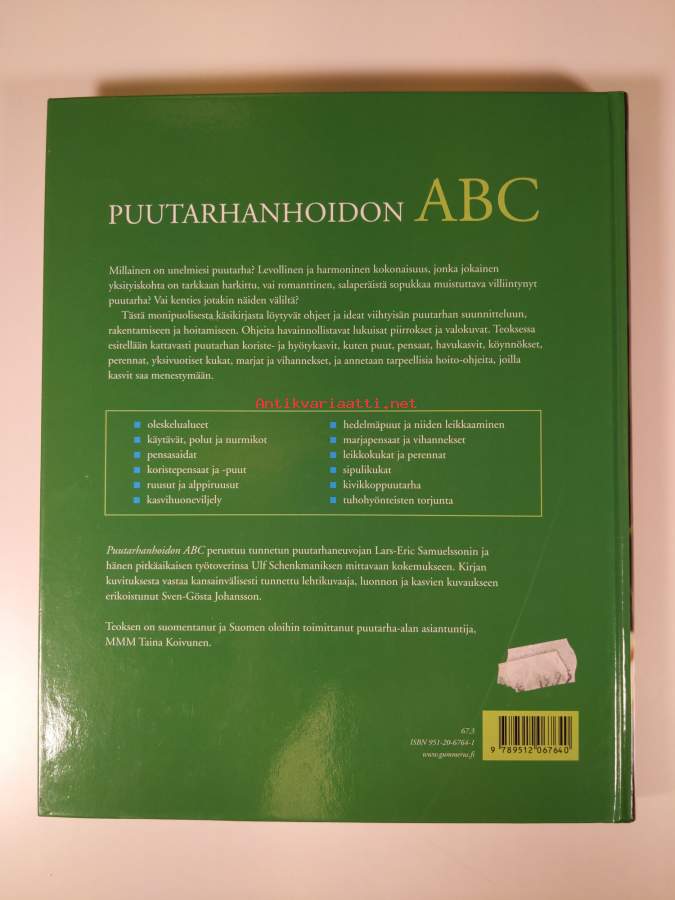 PUUTARHANHOIDON ABC
Millainen on unelmiesi puutarha? Levollinen ja harmoninen kokonaisuus, jonka jokainen
yksityiskohta on tarkkaan harkittu, vai romanttinen, salaperäistä sopukkaa muistuttava villiintynyt
puutarha? Vai kenties jotakin näiden väliltä?
Tästä monipuolisesta käsikirjasta löytyvät ohjeet ja ideat viihtyisän puutarhan suunnitteluun,
rakentamiseen ja hoitamiseen. Ohjeita havainnollistavat lukuisat piirrokset ja valokuvat. Teoksessa
esitellään kattavasti puutarhan koriste- ja hyötykasvit, kuten puut, pensaat, havukasvit, köynnökset,
perennat, yksivuotiset kukat, marjat ja vihannekset, ja annetaan tarpeellisia hoito-ohjeita, joilla
kasvit saa menestymään.
Antikvariaatti.net
oleskelualueet
käytävät, polut ja nurmikot
pensasaidat
koristepensaat ja -puut
ruusut ja alppiruusut
kasvihuoneviljely
hedelmäpuut ja niiden leikkaaminen
marjapensaat ja vihannekset
leikkokukat ja perennat
sipulikukat
kivikkoppuutarha
tuhohyönteisten torjunta
Puutarhanhoidon ABC perustuu tunnetun puutarhaneuvojan Lars-Eric Samuelssonin ja
hänen pitkäaikaisen työtoverinsa Ulf Schenkmaniksen mittavaan kokemukseen. Kirjan
kuvituksesta vastaa kansainvälisesti tunnettu lehtikuvaaja, luonnon ja kasvien kuvaukseen
erikoistunut Sven-Gösta Johansson.
Teoksen on suomentanut ja Suomen oloihin toimittanut puutarha-alan asiantuntija,
MMM Taina Koivunen.
67.3
ISBN 951-20-6764-1
www.gummerus.fi
9 789512 067640